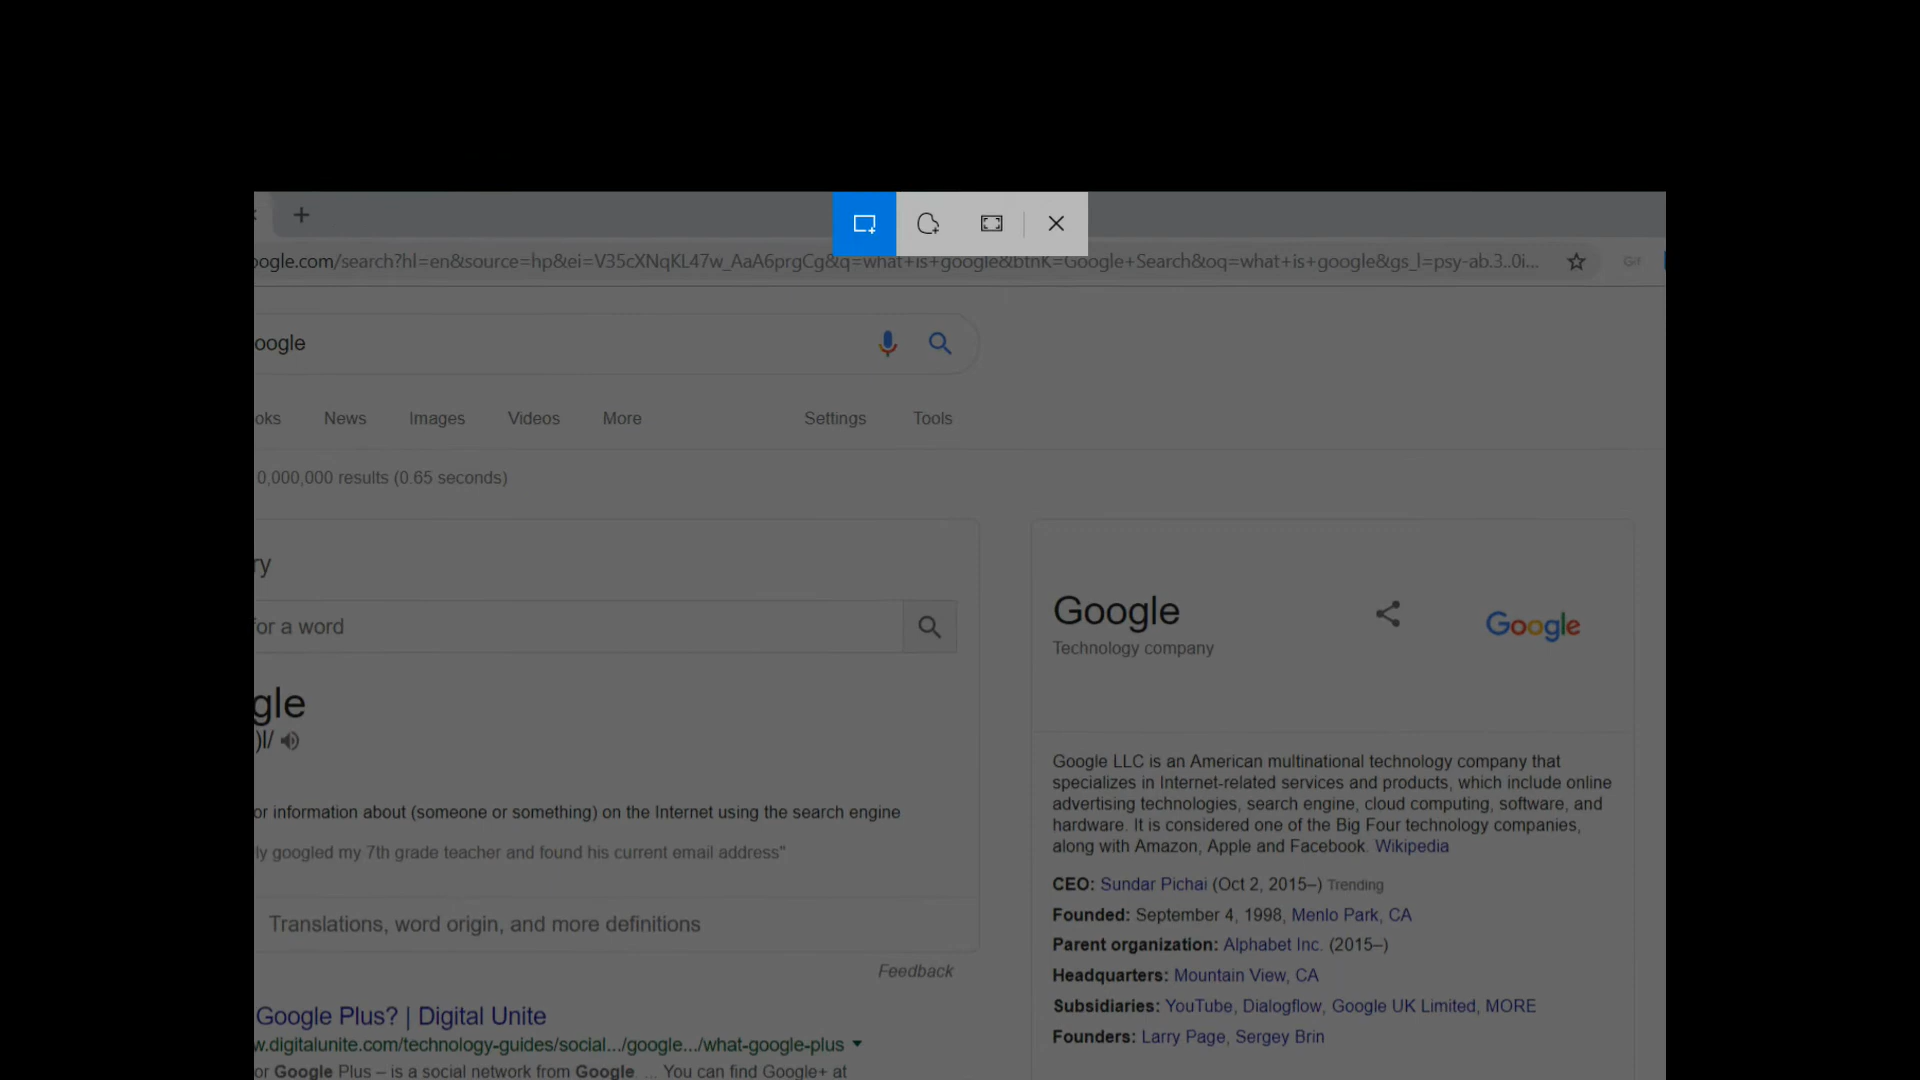 oogle.com/search?hl=en&source=hp&ei=V35cXNqKL47w_AaA6prgCg&q=what+is+google&btnK=Google+Search&oq=what+is+google&gs_l=psy-ab.3..0i...
Git
oogle
oks News Images Videos More Settings Tools
0,000,000 results (0.65 seconds)
ry
for a word
gle
)l/
or information about (someone or something) on the Internet using the search engine
ly googled my 7th grade teacher and found his current email address"
Translations, word origin, and more definitions
Feedback
Google Plus? | Digital Unite
w.digitalunite.com/technology-guides/social.../google.../what-google-plus
or Google Plus – is a social network from Google. ... You can find Google+ at
Google
Technology company
Google
Google LLC is an American multinational technology company that
specializes in Internet-related services and products, which include online
advertising technologies, search engine, cloud computing, software, and
hardware. It is considered one of the Big Four technology companies,
along with Amazon, Apple and Facebook. Wikipedia
CEO: Sundar Pichai (Oct 2, 2015–) Trending
Founded: September 4, 1998, Menlo Park, CA
Parent organization: Alphabet Inc. (2015–)
Headquarters: Mountain View, CA
Subsidiaries: YouTube, Dialogflow, Google UK Limited, MORE
Founders: Larry Page, Sergey Brin